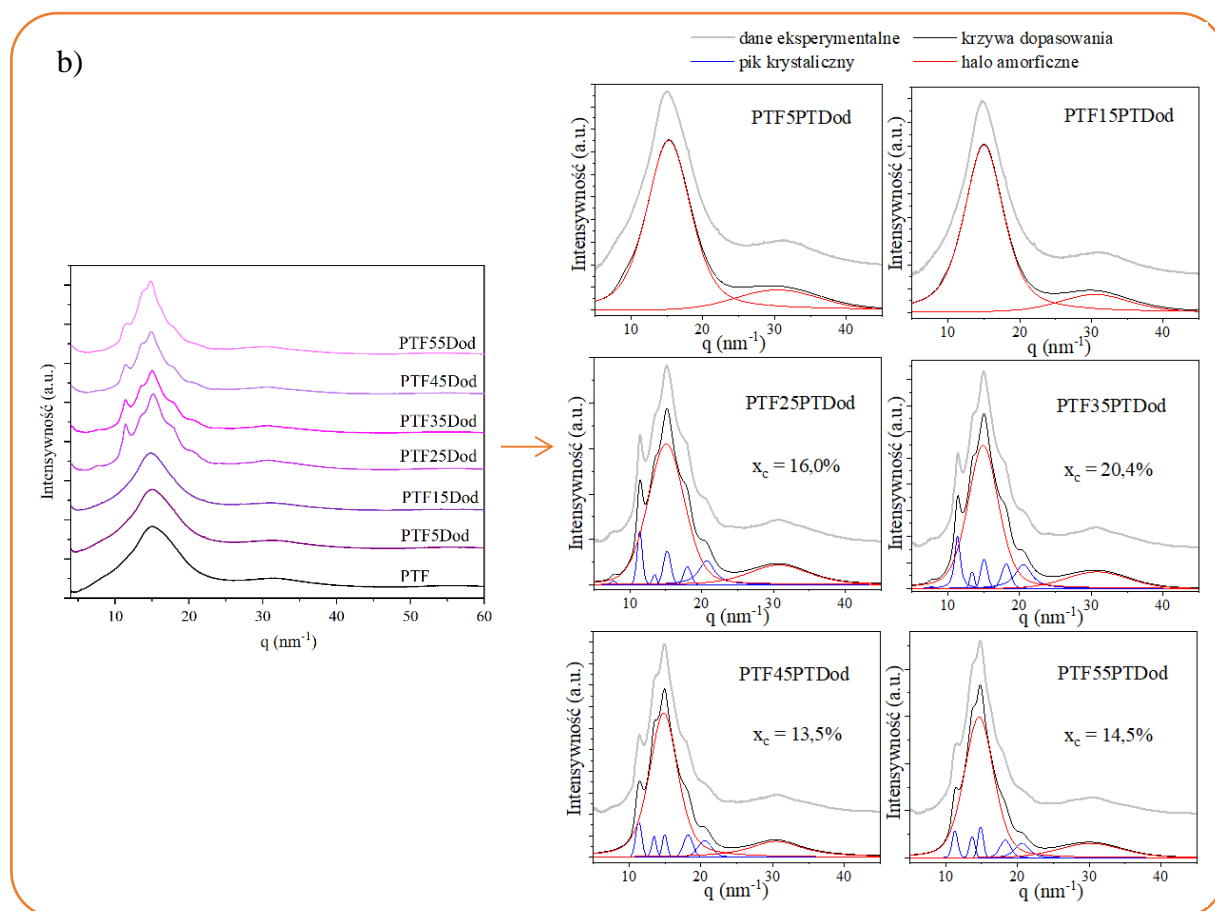 b)
dane eksperymentalne
krzywa dopasowania
pik krystaliczny
halo amorficzne
Intensywność (a.u.)
PTF55Dod
PTF45Dod
PTF35Dod
PTF25Dod
PTF15Dod
PTF5Dod
PTF
10 20 30 40 50 60
q (nm⁻¹)
Intensywność (a.u.)
PTF5PTDod
10 20 30 40
q (nm⁻¹)
Intensywność (a.u.)
PTF15PTDod
10 20 30 40
q (nm⁻¹)
Intensywność (a.u.)
PTF25PTDod
x_c = 16,0%
10 20 30 40
q (nm⁻¹)
Intensywność (a.u.)
PTF35PTDod
x_c = 20,4%
10 20 30 40
q (nm⁻¹)
Intensywność (a.u.)
PTF45PTDod
x_c = 13,5%
10 20 30 40
q (nm⁻¹)
Intensywność (a.u.)
PTF55PTDod
x_c = 14,5%
10 20 30 40
q (nm⁻¹)